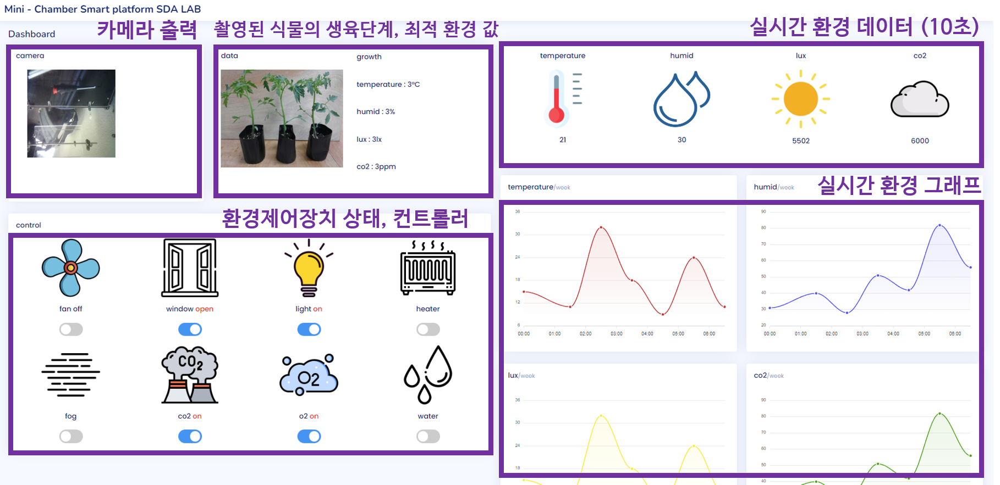 Mini - Chamber Smart platform SDA LAB
Dashboard
카메라 출력
촬영된 식물의 생육단계, 최적 환경 값
실시간 환경 데이터 (10초)
camera
data
growth
temperature : 3°C
humid : 3%
lux : 3lx
co2 : 3ppm
temperature
humid
lux
co2
21
30
5502
6000
환경제어장치 상태, 컨트롤러
control
fan off
window open
light on
heater
CO2
O2
fog
co2 on
o2 on
water
실시간 환경 그래프
temperature/week
36
30
24
18
12
6
00:00
01:00
02:00
03:00
04:00
05:00
06:00
humid/week
90
80
70
60
50
40
30
20
00:00
01:00
02:00
03:00
04:00
05:00
06:00
lux/week
36
30
24
18
co2/week
90
80
70
60
50
40